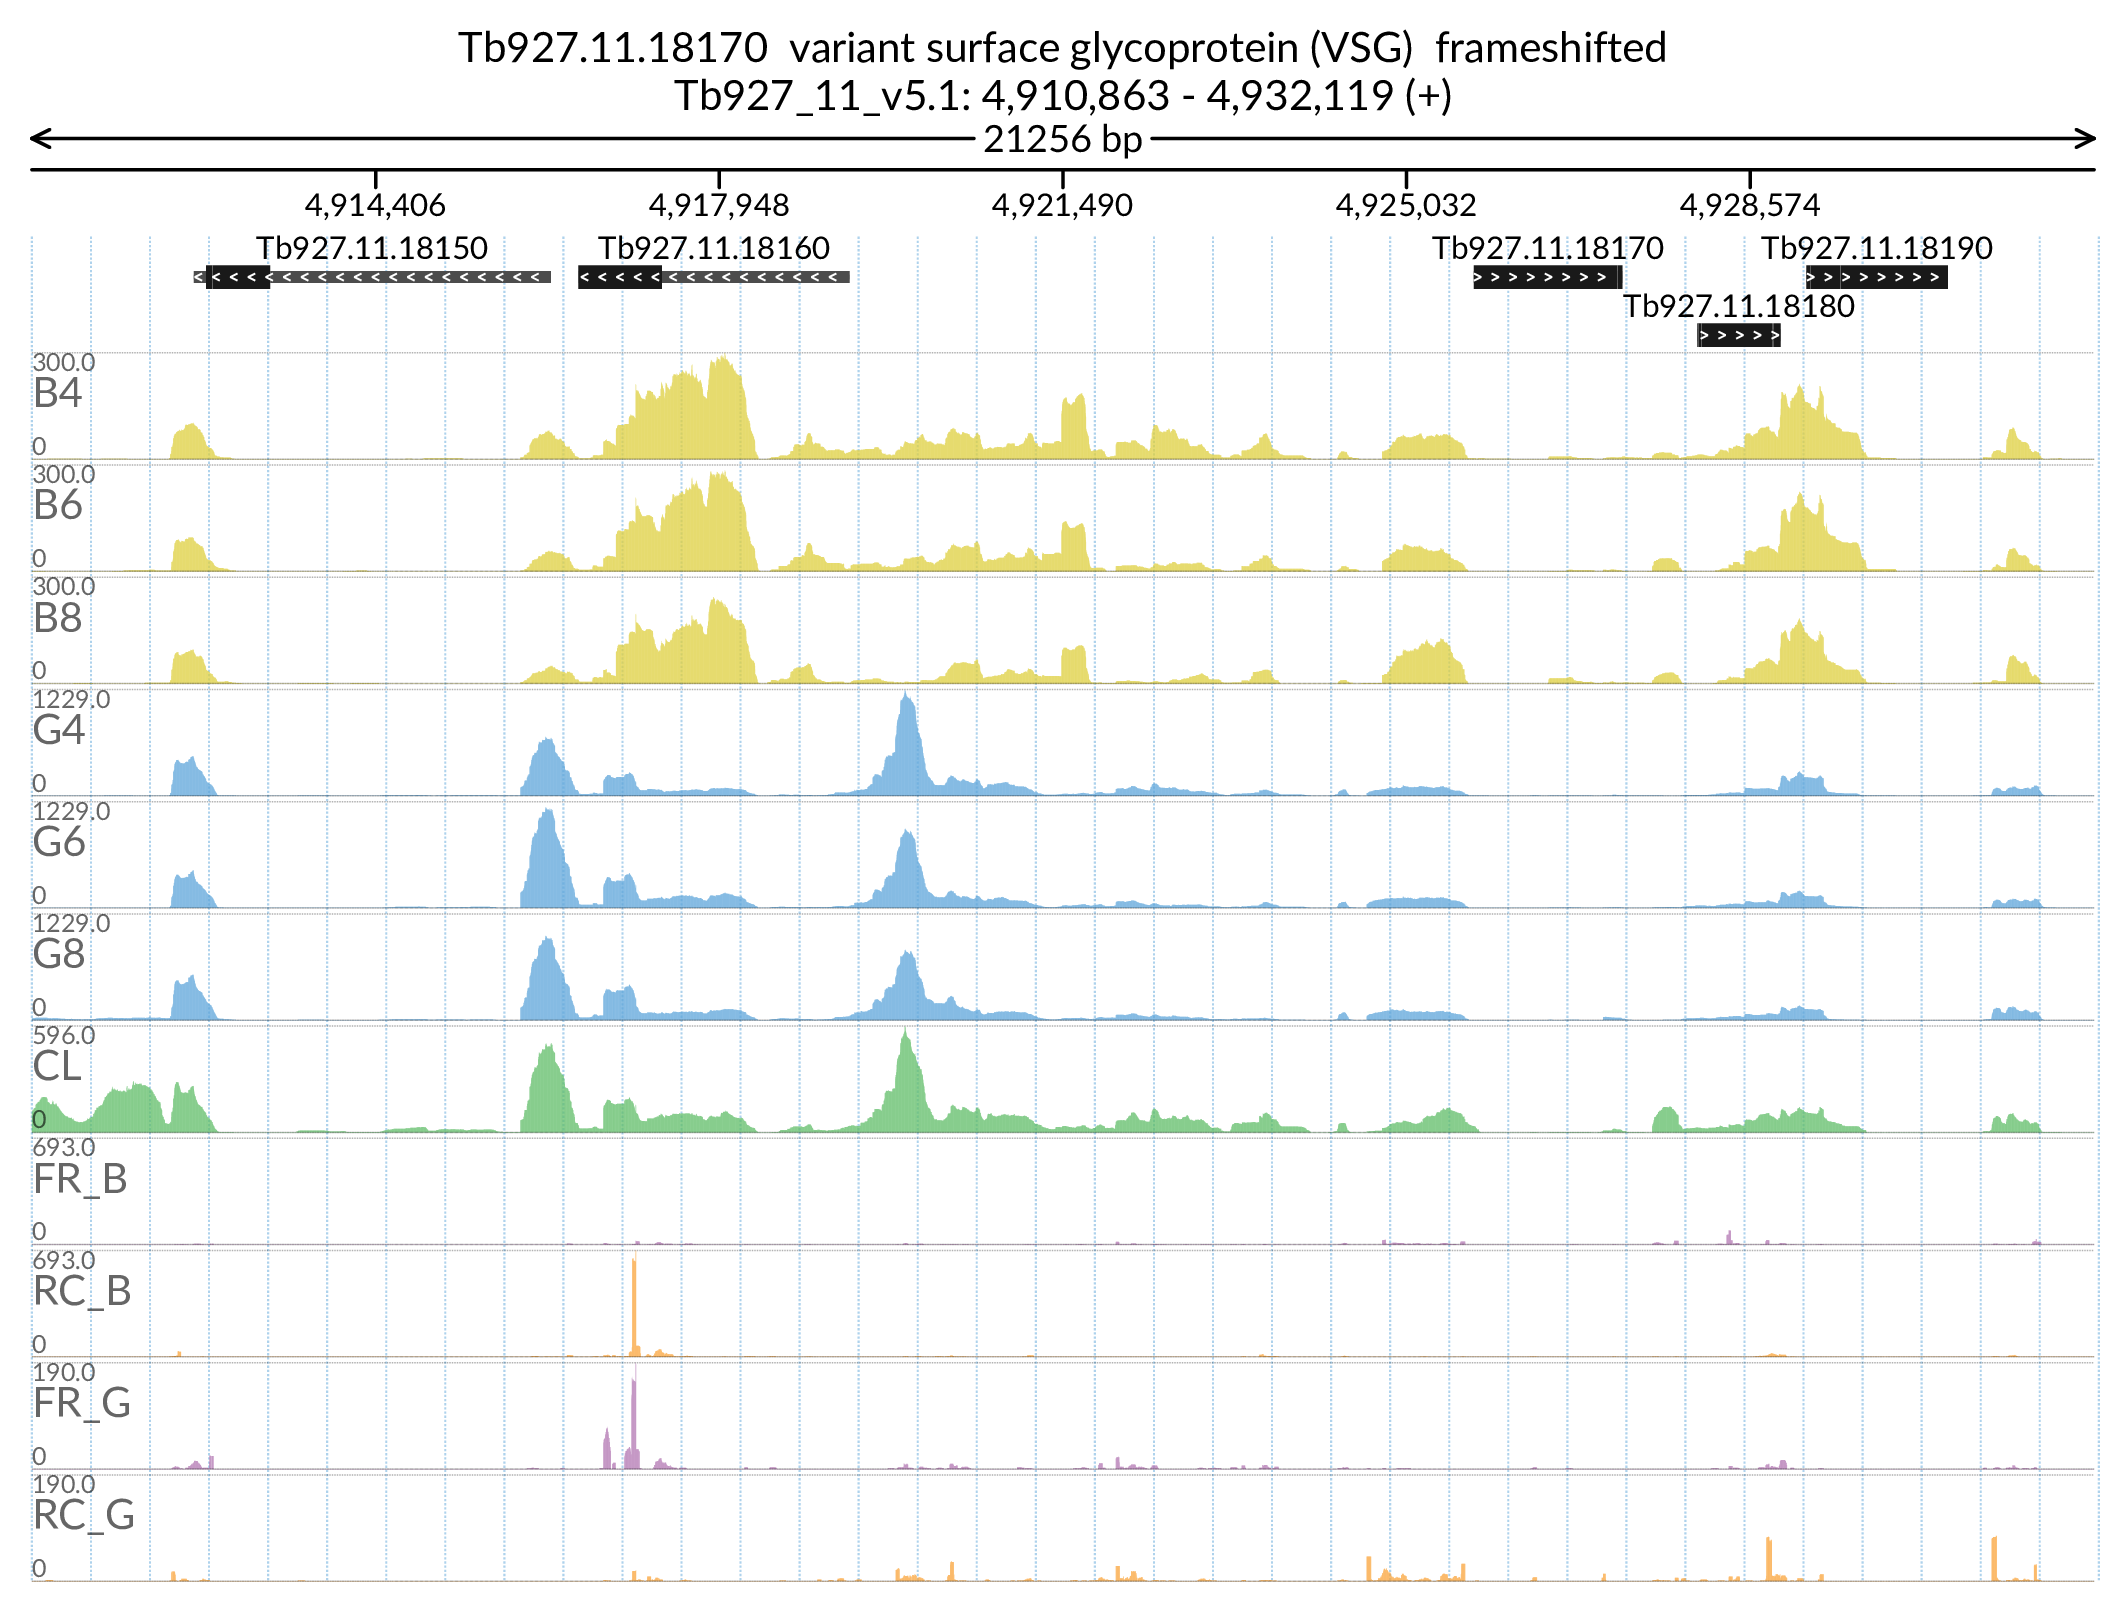 Tb927.11.18170 variant surface glycoprotein (VSG) frameshifted
Tb927_11_v5.1: 4,910,863 - 4,932,119 (+)
21256 bp
4,914,406 4,917,948 4,921,490 4,925,032 4,928,574
Tb927.11.18150 Tb927.11.18160 Tb927.11.18170 Tb927.11.18190
Tb927.11.18180
300.0
B4
0
300.0
B6
0
300.0
B8
0
1229.0
G4
0
1229.0
G6
0
1229.0
G8
0
596.0
CL
0
693.0
FR_B
0
693.0
RC_B
0
190.0
FR_G
0
190.0
RC_G
0